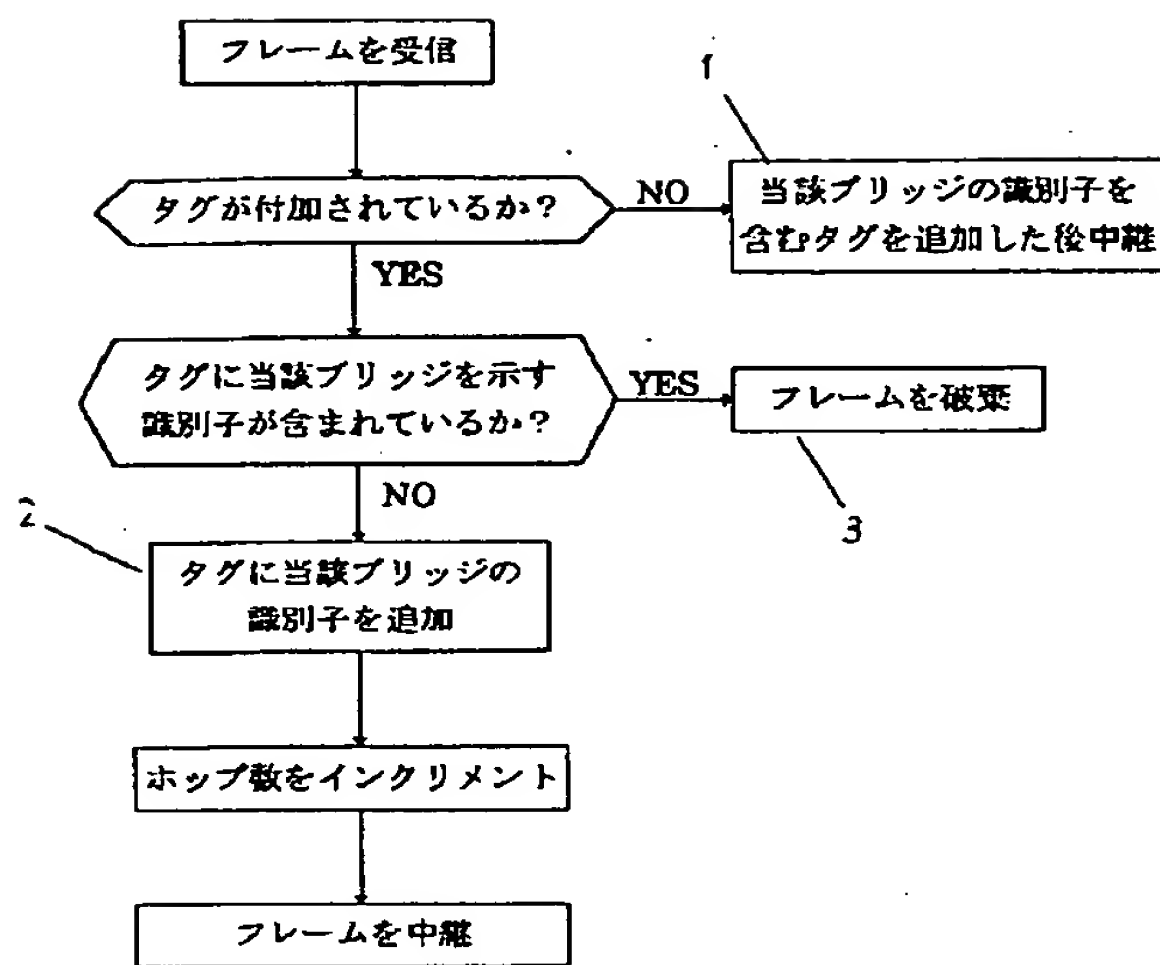 フレームを受信
1
タグが付加されているか?
NO
当該ブリッジの識別子を
含むタグを追加した後中継
YES
タグに当該ブリッジを示す
識別子が含まれているか?
YES
フレームを破棄
NO
3
2
タグに当該ブリッジの
識別子を追加
ホップ数をインクリメント
フレームを中継